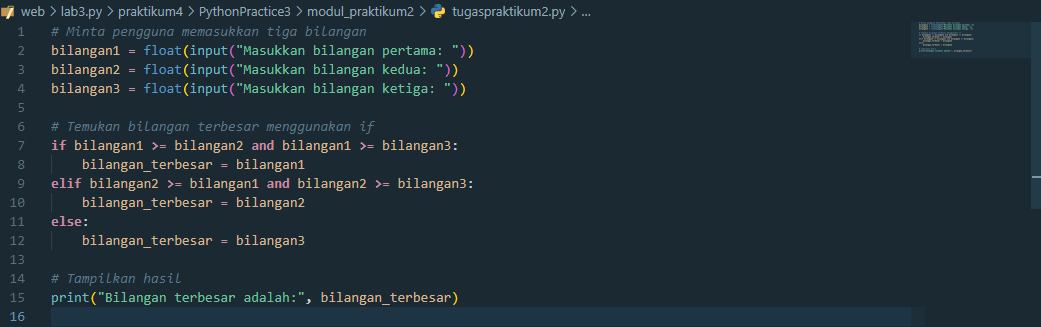 web > lab3.py > praktikum4 > PythonPractice3 > modul_praktikum2 > tugaspraktikum2.py > ...
1 # Minta pengguna memasukkan tiga bilangan
2 bilangan1 = float(input("Masukkan bilangan pertama: "))
3 bilangan2 = float(input("Masukkan bilangan kedua: "))
4 bilangan3 = float(input("Masukkan bilangan ketiga: "))
5
6 # Temukan bilangan terbesar menggunakan if
7 if bilangan1 >= bilangan2 and bilangan1 >= bilangan3:
8     bilangan_terbesar = bilangan1
9 elif bilangan2 >= bilangan1 and bilangan2 >= bilangan3:
10     bilangan_terbesar = bilangan2
11 else:
12     bilangan_terbesar = bilangan3
13
14 # Tampilkan hasil
15 print("Bilangan terbesar adalah:", bilangan_terbesar)
16